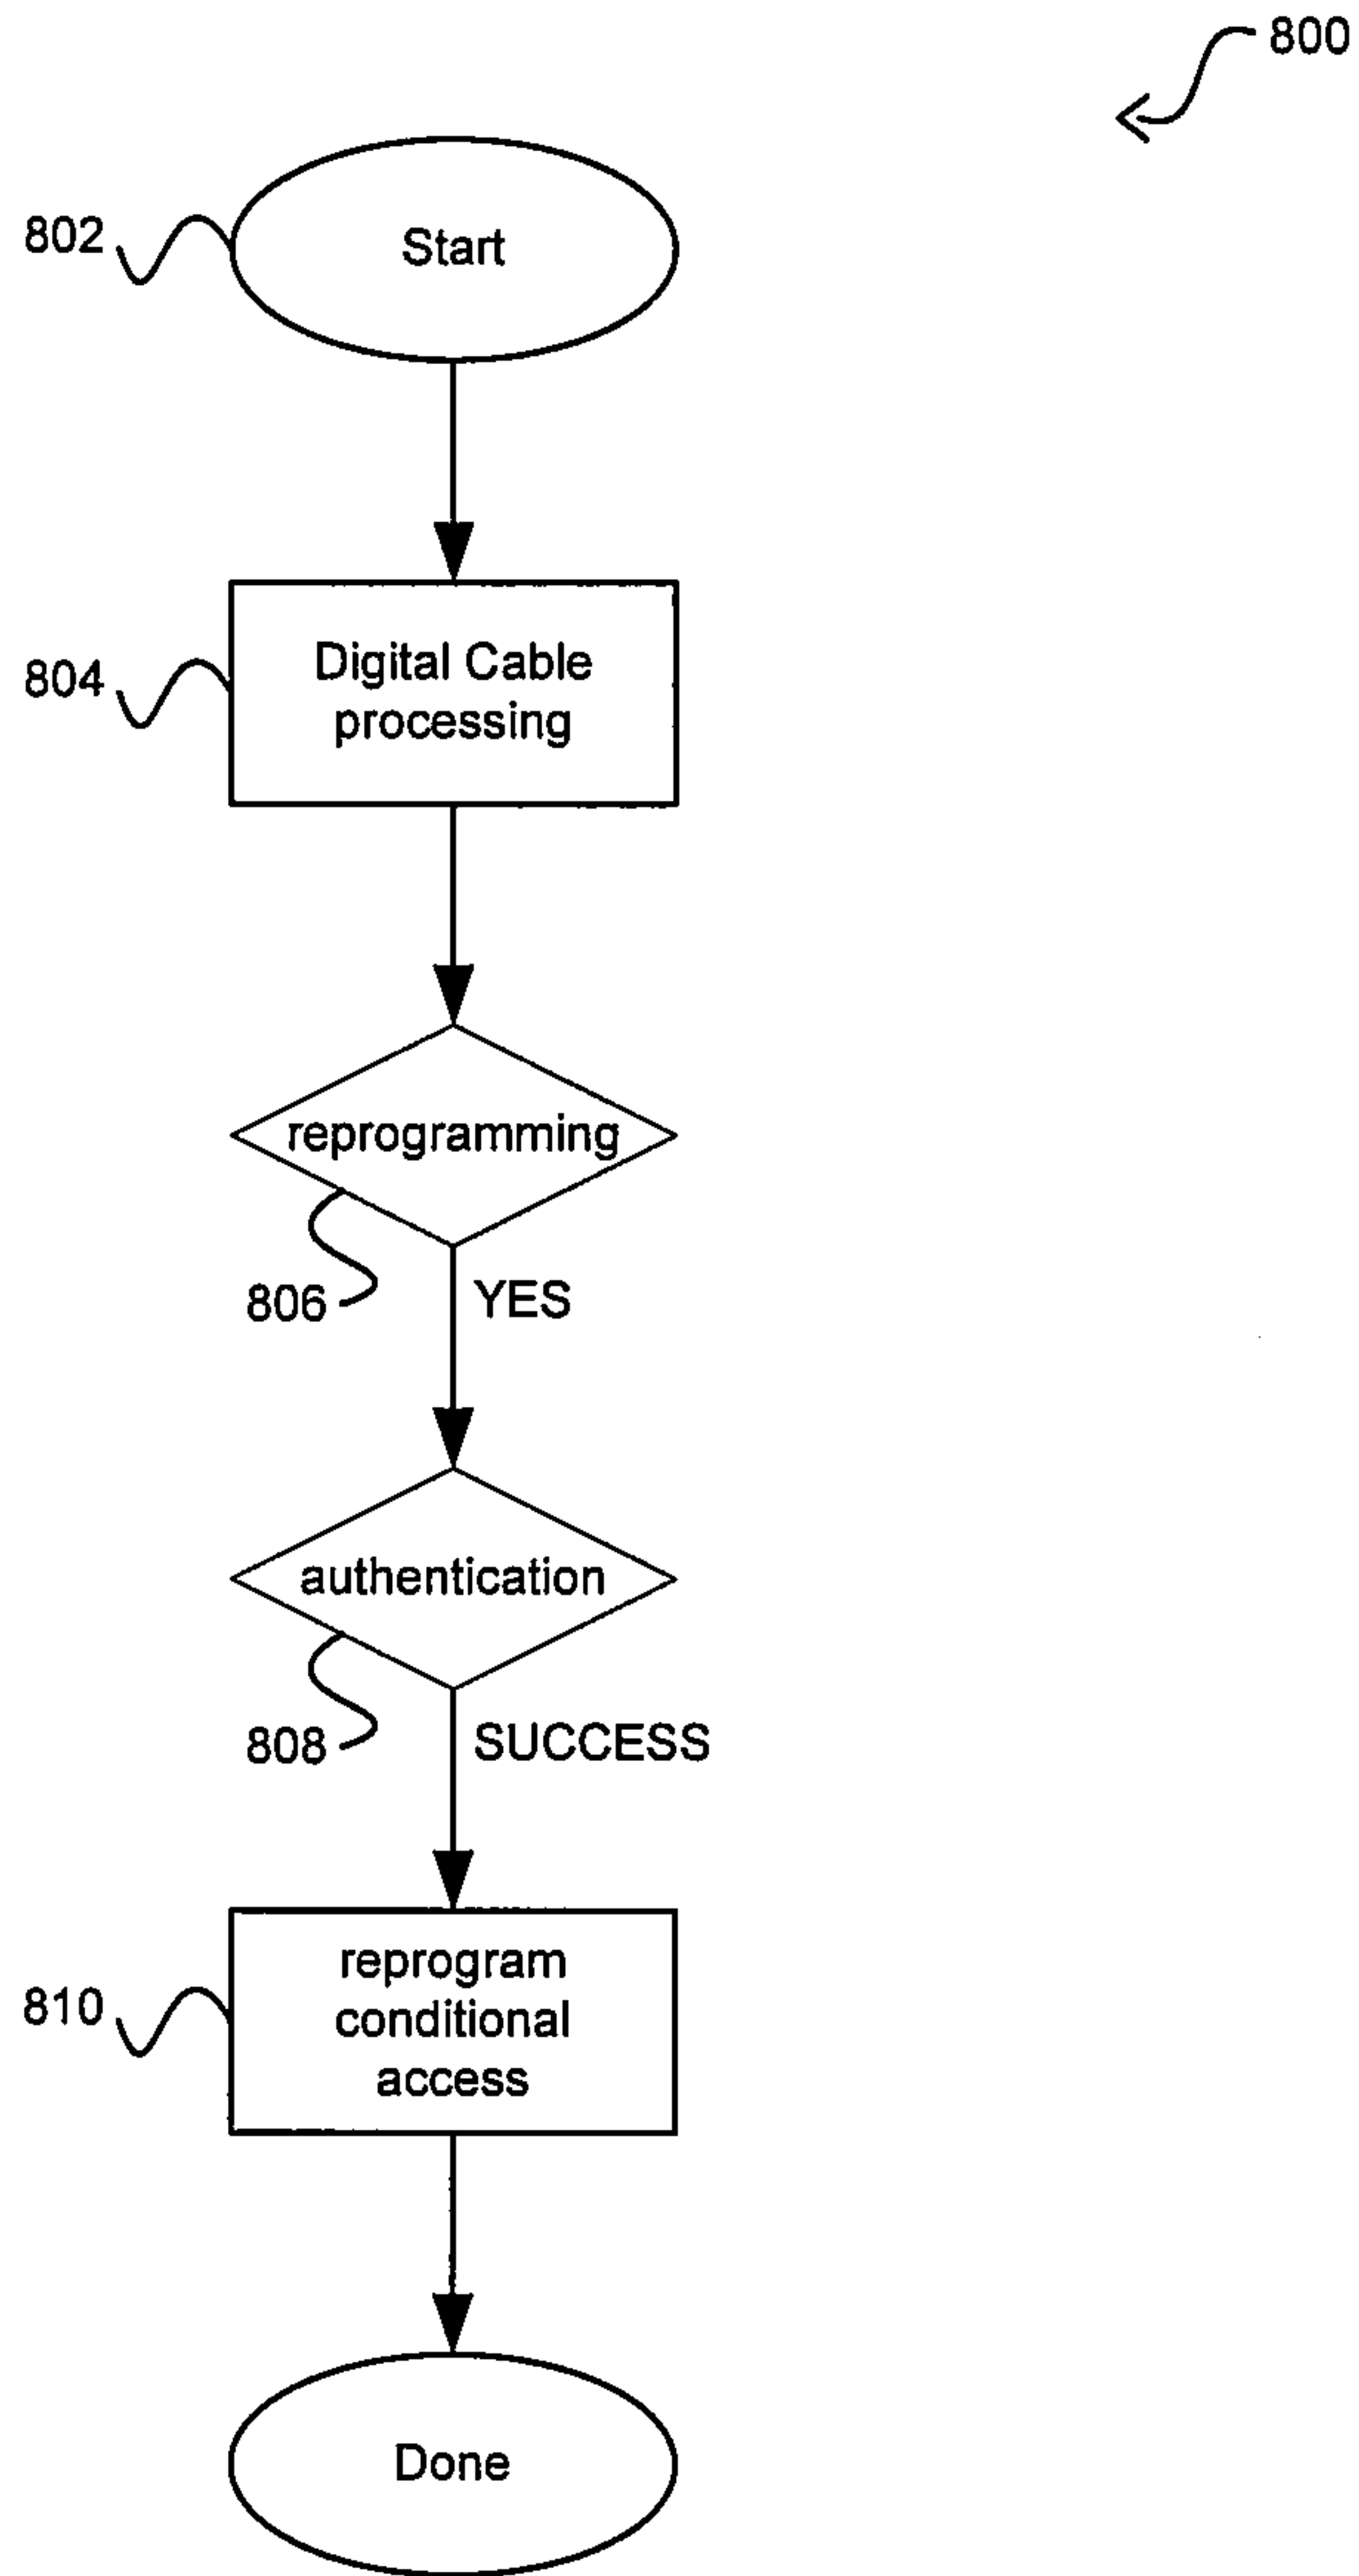 800
802
Start
804
Digital Cable
processing
reprogramming
806
YES
authentication
808
SUCCESS
810
reprogram
conditional
access
Done